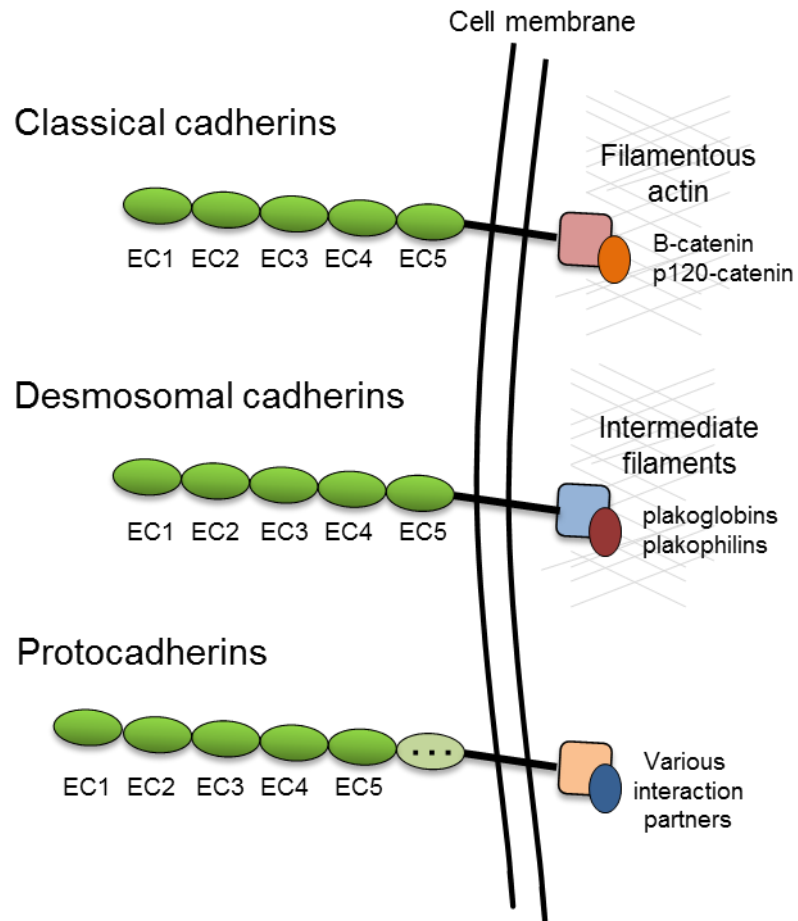 Cell membrane
Classical cadherins
Filamentous
actin
B-catenin
p120-catenin
EC1 EC2 EC3 EC4 EC5
Desmosomal cadherins
Intermediate
filaments
plakoglobins
plakophilins
EC1 EC2 EC3 EC4 EC5
Protocadherins
...
Various
interaction
partners
EC1 EC2 EC3 EC4 EC5